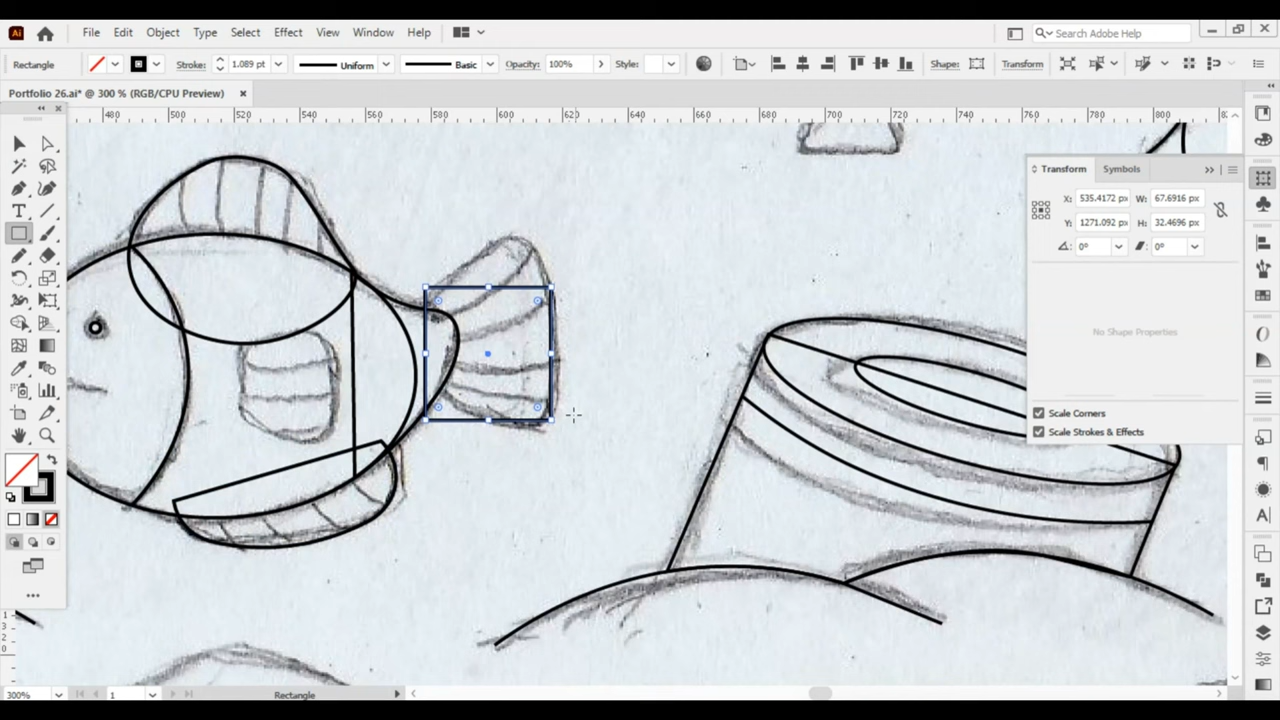 Ai File Edit Object Type Select Effect View Window Help Search Adobe Help
Rectangle Stroke: 1.089 pt Uniform Basic Opacity: 100% Style: Shape: Transform
Portfolio 26.ai* @ 300 % (RGB/CPU Preview)
480 500 520 540 560 580 600 620 640 660 680 700 720 740 760 780 800
Transform Symbols
X: 535.4172 px W: 67.6916 px
Y: 1271.092 px H: 32.4696 px
0° 0°
No Shape Properties
Scale Corners
Scale Strokes & Effects
300% 1 Rectangle